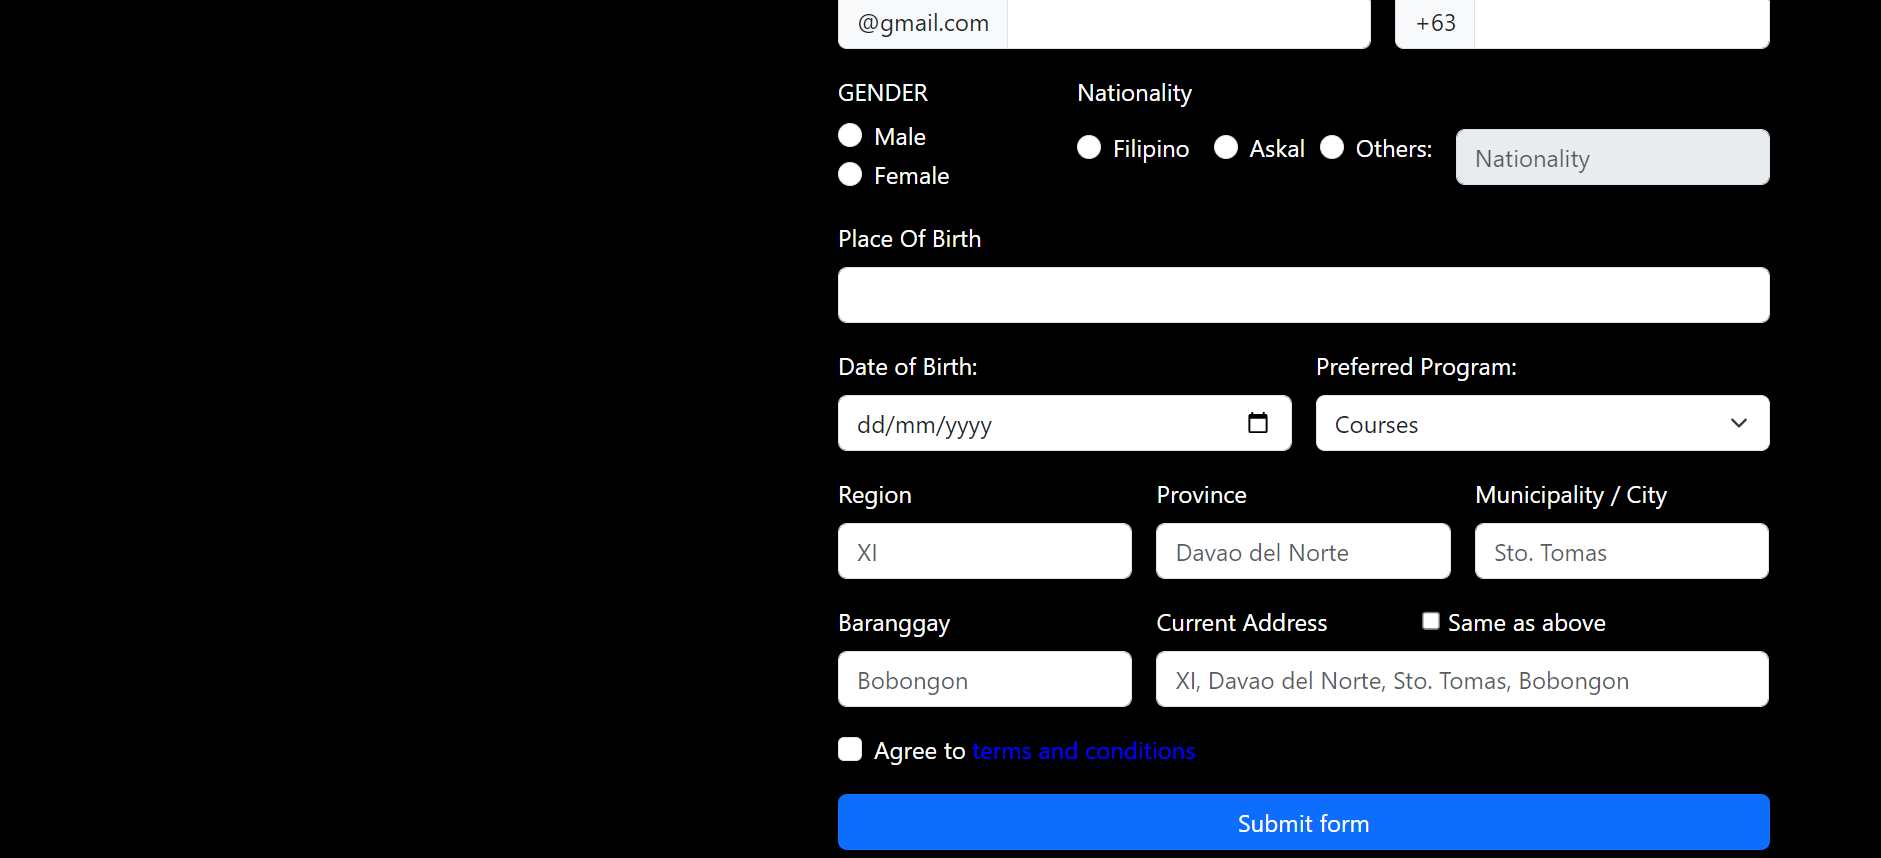 @gmail.com +63
GENDER Nationality
Male
Filipino Askal Others: Nationality
Female
Place Of Birth
Date of Birth: Preferred Program:
dd/mm/yyyy Courses
Region Province Municipality / City
XI Davao del Norte Sto. Tomas
Baranggay Current Address Same as above
Bobongon XI, Davao del Norte, Sto. Tomas, Bobongon
Agree to terms and conditions
Submit form